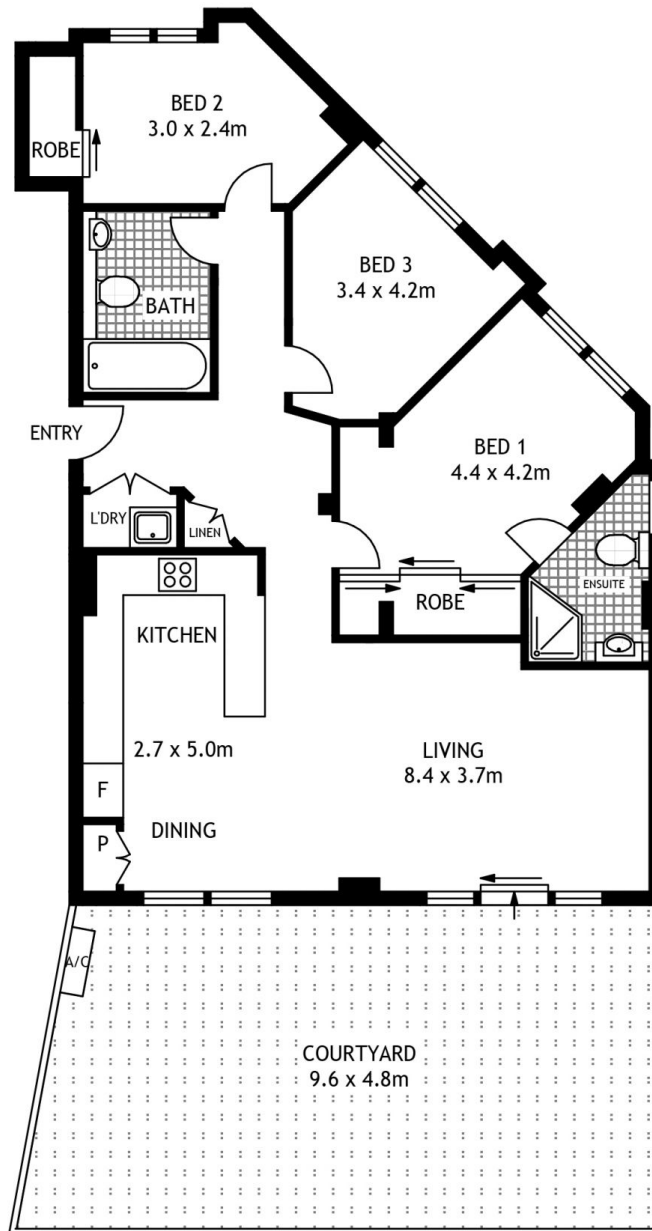 BED 2
3.0 x 2.4m
ROBE
BED 3
3.4 x 4.2m
BATH
ENTRY
BED 1
4.4 x 4.2m
L'DRY
LINEN
ENSUITE
ROBE
KITCHEN
2.7 x 5.0m
LIVING
8.4 x 3.7m
F
DINING
P
A/C
COURTYARD
9.6 x 4.8m